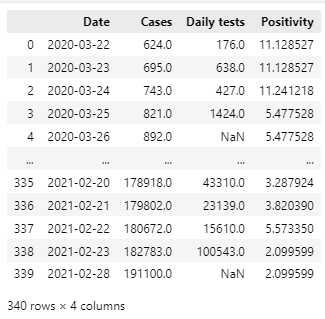 Date Cases Daily tests Positivity
0 2020-03-22 624.0 176.0 11.128527
1 2020-03-23 695.0 638.0 11.128527
2 2020-03-24 743.0 427.0 11.241218
3 2020-03-25 821.0 1424.0 5.477528
4 2020-03-26 892.0 NaN 5.477528
... ... ... ... ...
335 2021-02-20 178918.0 43310.0 3.287924
336 2021-02-21 179802.0 23139.0 3.820390
337 2021-02-22 180672.0 15610.0 5.573350
338 2021-02-23 182783.0 100543.0 2.099599
339 2021-02-28 191100.0 NaN 2.099599
340 rows × 4 columns